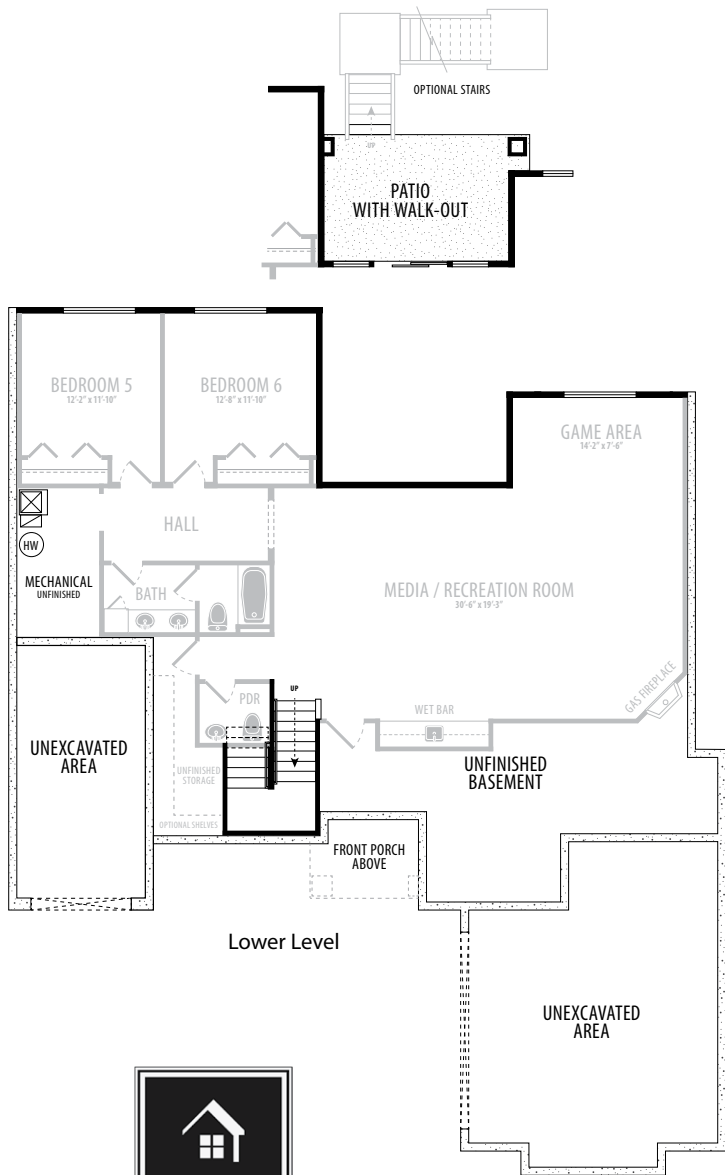 OPTIONAL STAIRS
UP
PATIO
WITH WALK-OUT
BEDROOM 5
12'-2" x 11'-10"
BEDROOM 6
12'-8" x 11'-10"
GAME AREA
14'-2" x 7'-6"
HALL
HW
MECHANICAL
UNFINISHED
BATH
MEDIA / RECREATION ROOM
30'-6" x 19'-3"
GAS FIREPLACE
UP
PDR
WET BAR
UNEXCAVATED
AREA
UNFINISHED
STORAGE
UNFINISHED
BASEMENT
OPTIONAL SHELVES
FRONT PORCH
ABOVE
Lower Level
UNEXCAVATED
AREA